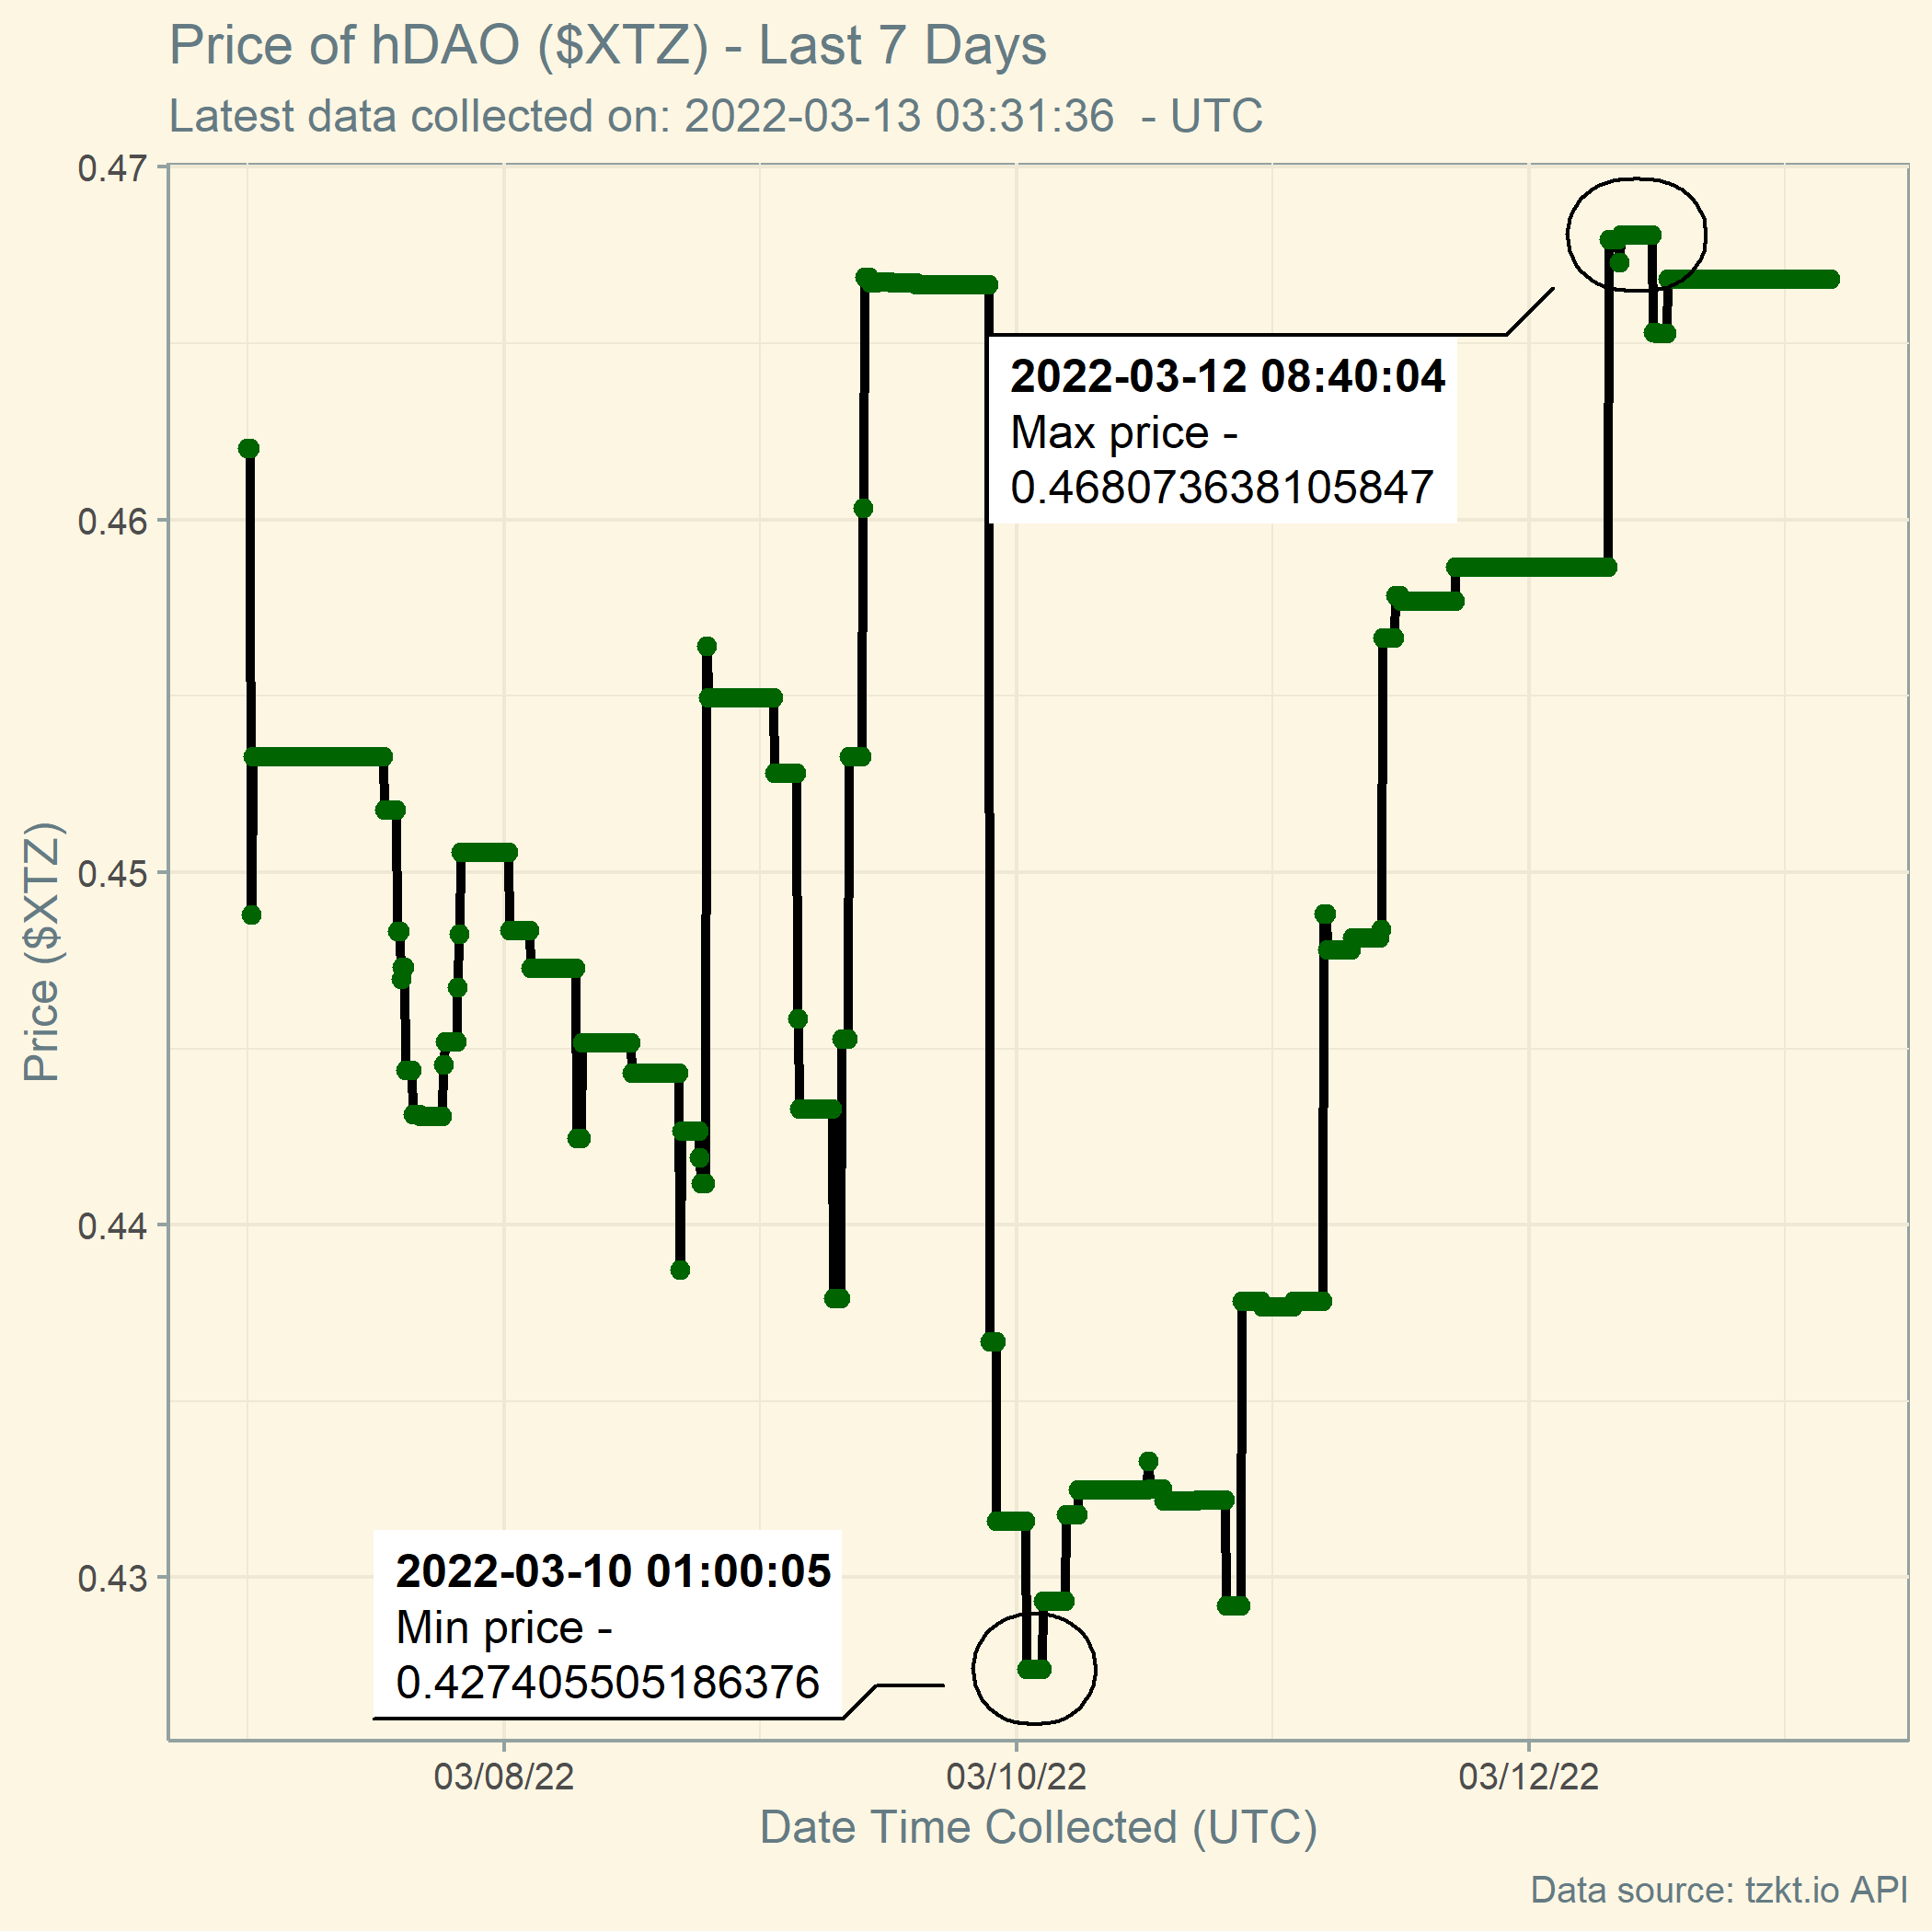 Price of hDAO ($XTZ) - Last 7 Days
Latest data collected on: 2022-03-13 03:31:36 - UTC
0.47
0.46
0.45
0.44
0.43
Price ($XTZ)
2022-03-12 08:40:04
Max price -
0.468073638105847
2022-03-10 01:00:05
Min price -
0.427405505186376
03/08/22
03/10/22
03/12/22
Date Time Collected (UTC)
Data source: tzkt.io API